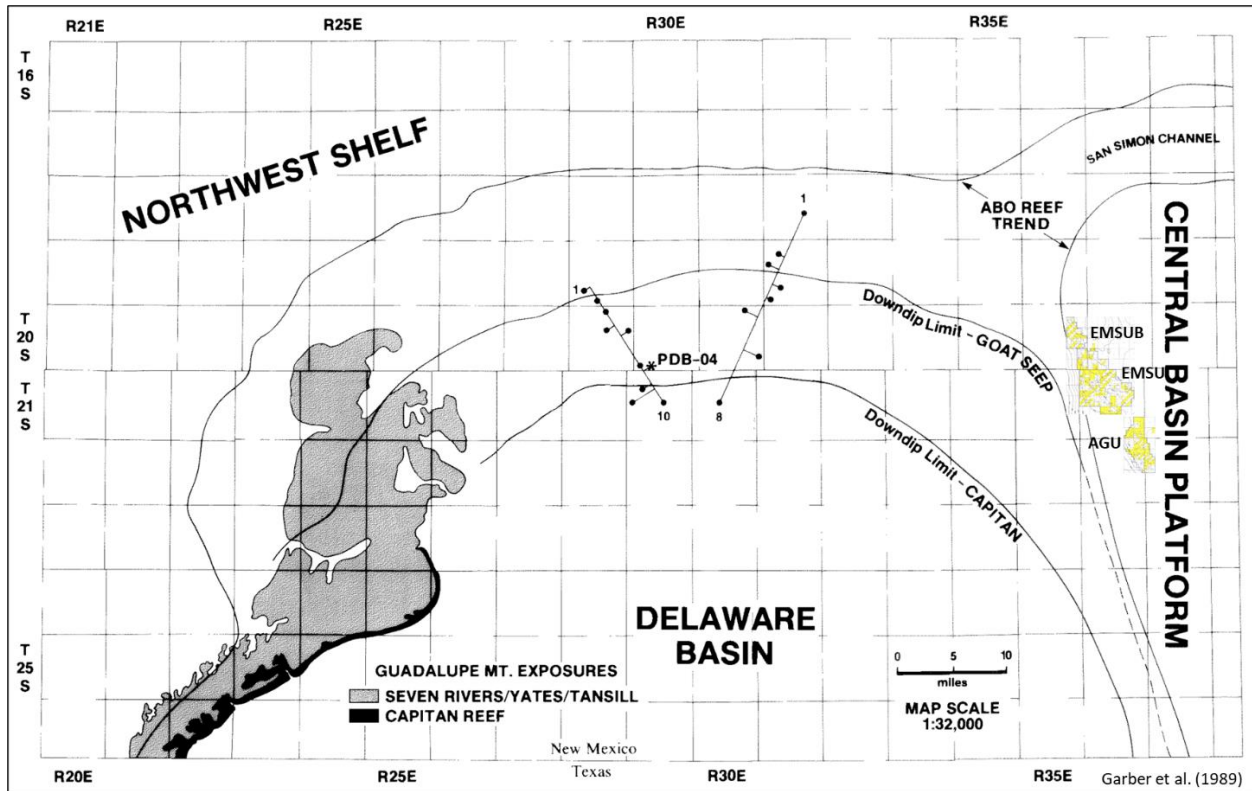 R21E R25E R30E R35E
T
16
S
NORTHWEST SHELF
SAN SIMON CHANNEL
1
ABO REEF
TREND
CENTRAL BASIN PLATFORM
1
Downdip Limit - GOAT SEEP
T
20
S
EMSUB
PDB-04
EMSU
T
21
S
10
8
AGU
Downdip Limit - CAPITAN
DELAWARE
BASIN
T
25
S
GUADALUPE MT. EXPOSURES
SEVEN RIVERS/YATES/TANSILL
CAPITAN REEF
0 5 10
miles
MAP SCALE
1:32,000
New Mexico
Texas
R20E R25E R30E R35E
Garber et al. (1989)